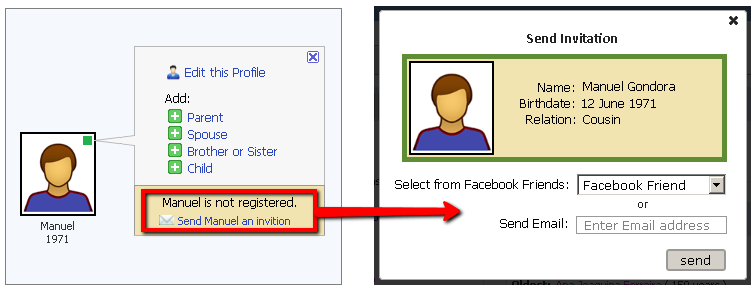 Edit this Profile
Add:
Parent
Spouse
Brother or Sister
Child
Manuel is not registered.
Send Manuel an invition
Manuel
1971
Send Invitation
Name: Manuel Gondora
Birthdate: 12 June 1971
Relation: Cousin
Select from Facebook Friends: Facebook Friend
or
Send Email: Enter Email address
send